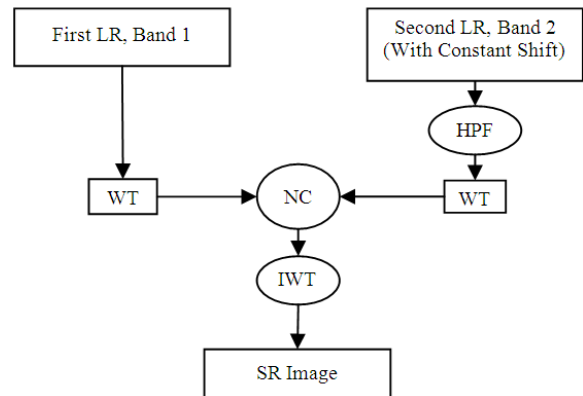 First LR, Band 1
Second LR, Band 2
(With Constant Shift)
HPF
WT
NC
WT
IWT
SR Image